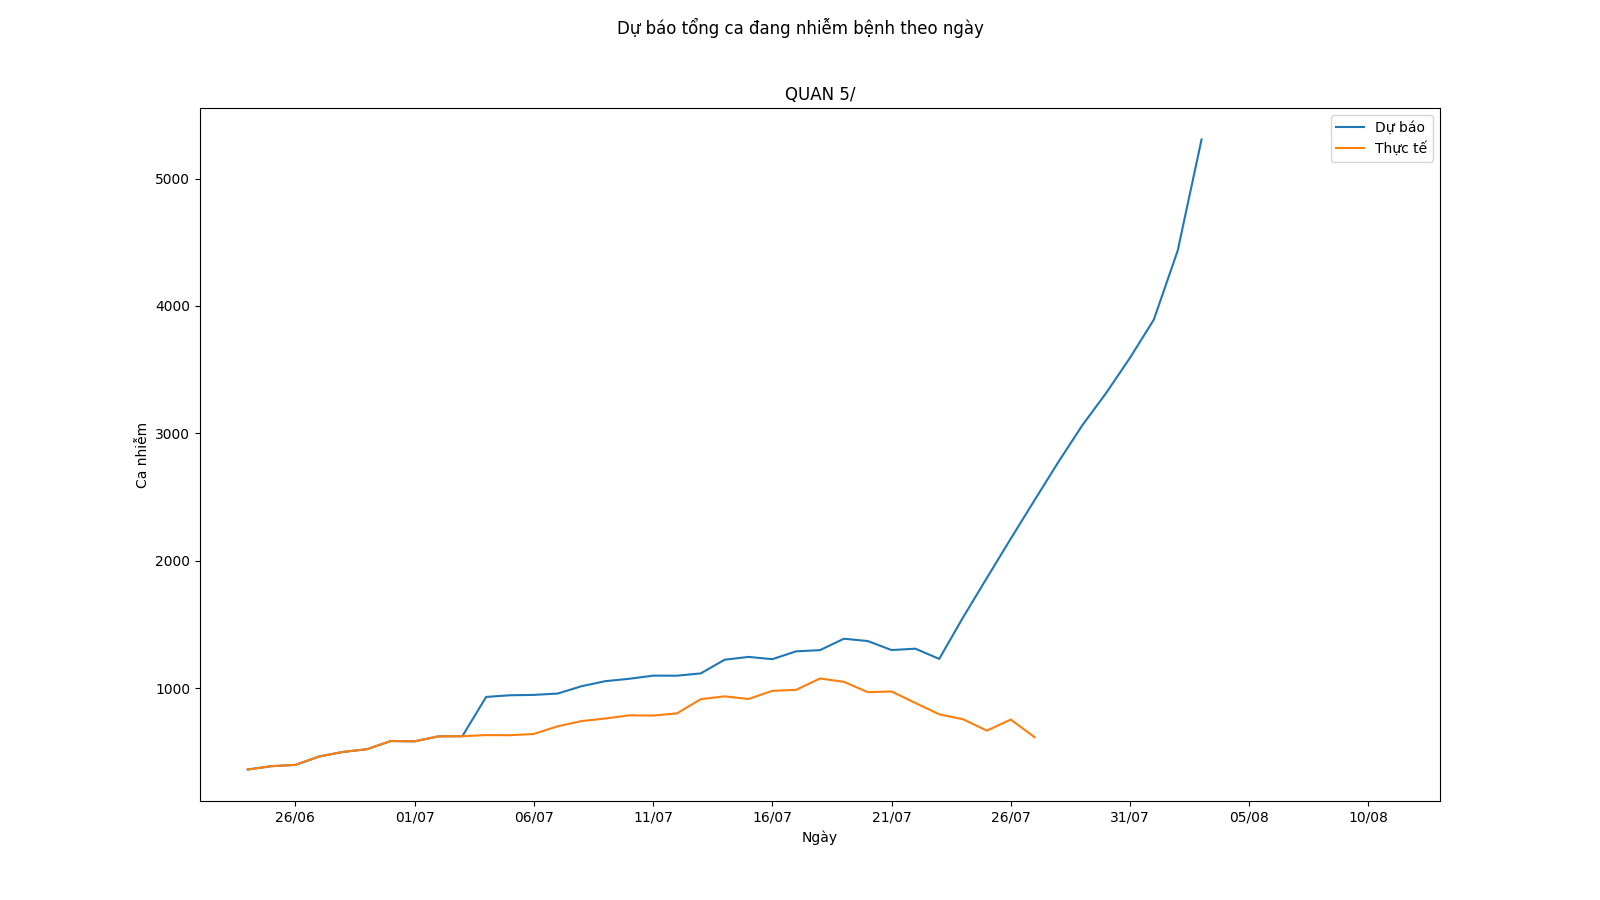 Dự báo tổng ca đang nhiễm bệnh theo ngày
QUAN 5/
Dự báo
Thực tế
5000
4000
3000
2000
1000
Ca nhiễm
26/06
01/07
06/07
11/07
16/07
21/07
26/07
31/07
05/08
10/08
Ngày